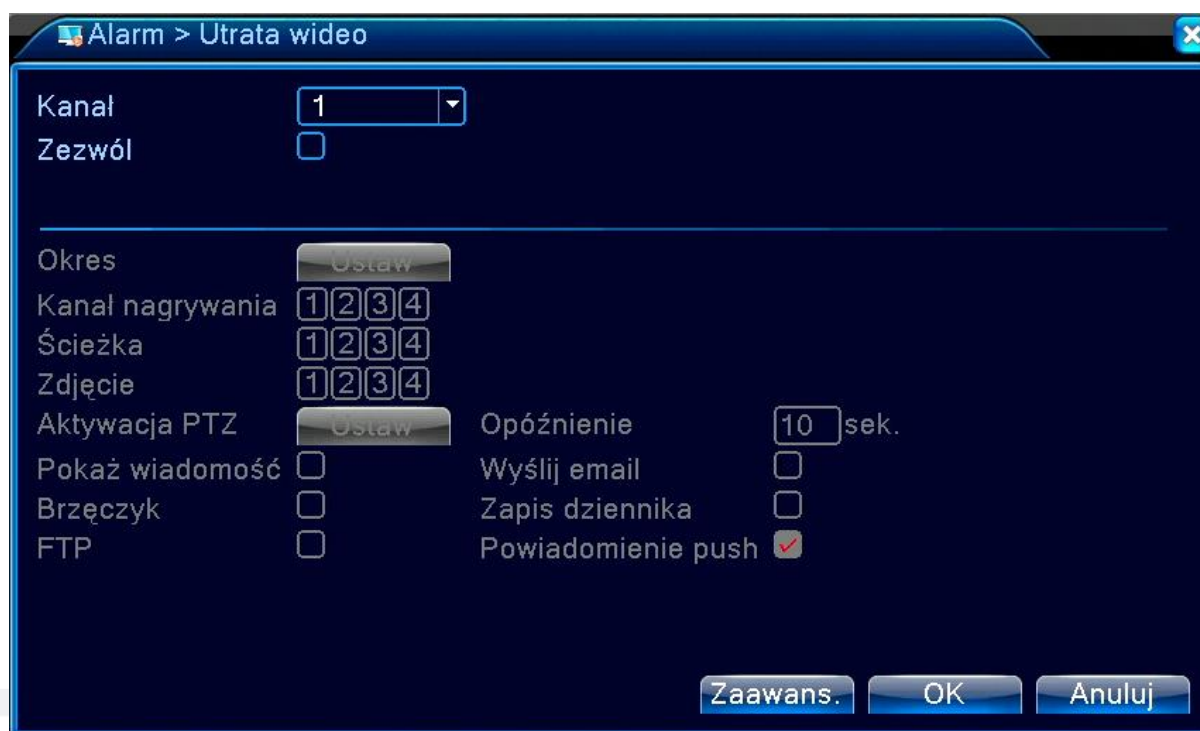 Alarm > Utrata wideo
Kanał 1
Zezwól
Okres Ustaw
Kanał nagrywania 1 2 3 4
Ścieżka 1 2 3 4
Zdjęcie 1 2 3 4
Aktywacja PTZ Ustaw Opóźnienie 10 sek.
Pokaż wiadomość Wyślij email
Brzęczyk Zapis dziennika
FTP Powiadomienie push
Zaawans. OK Anuluj